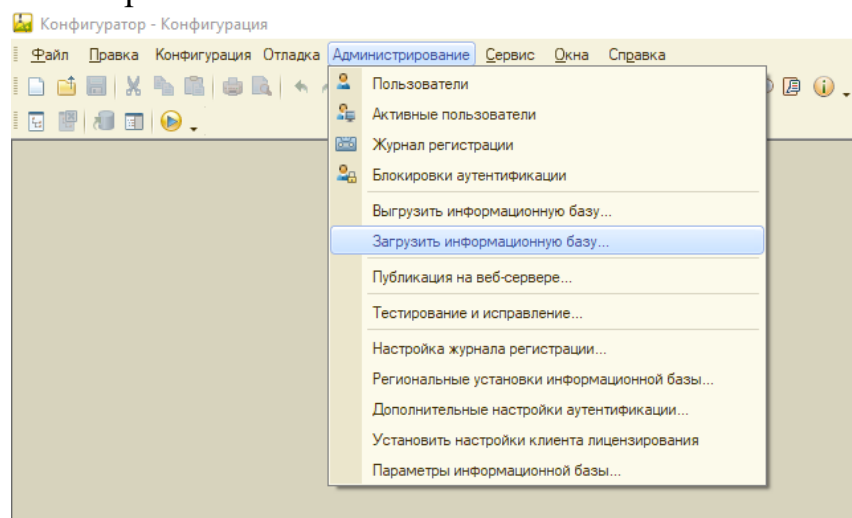 Конфигуратор - Конфигурация
Файл Правка Конфигурация Отладка Администрирование Сервис Окна Справка
Пользователи
Активные пользователи
Журнал регистрации
Блокировки аутентификации
Выгрузить информационную базу...
Загрузить информационную базу...
Публикация на веб-сервере...
Тестирование и исправление...
Настройка журнала регистрации...
Региональные установки информационной базы...
Дополнительные настройки аутентификации...
Установить настройки клиента лицензирования
Параметры информационной базы...